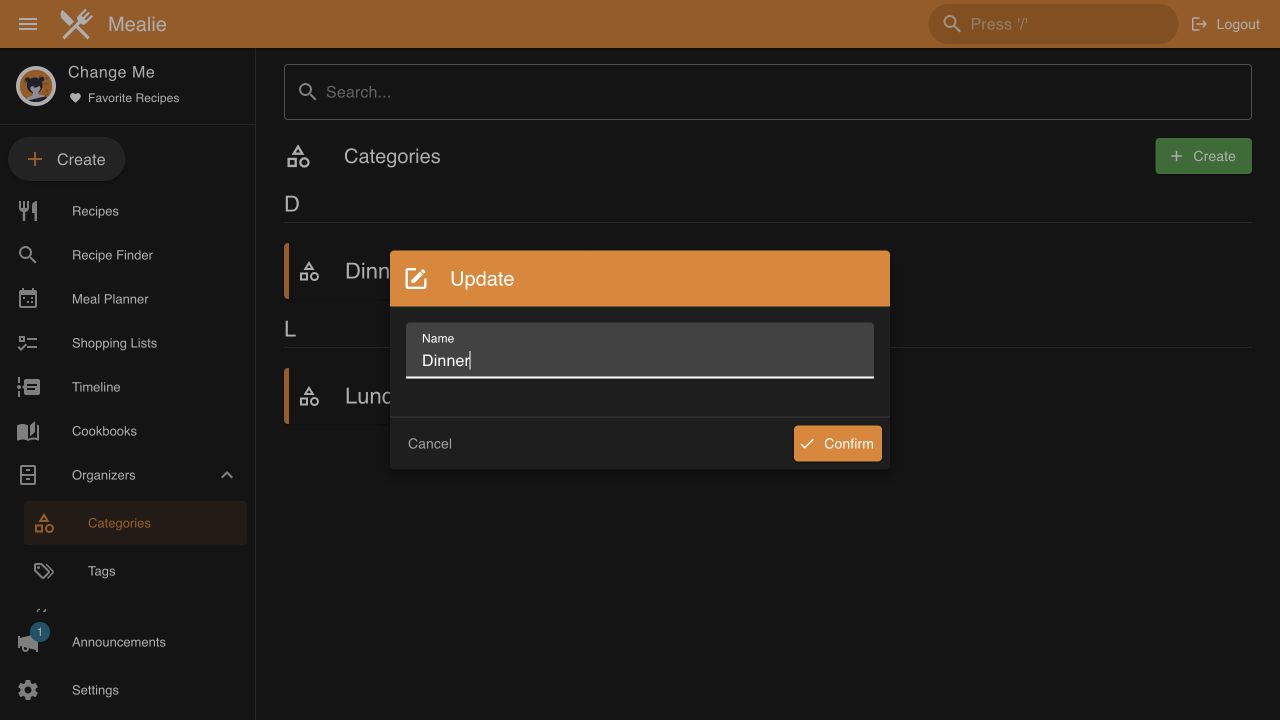 Mealie
Press '/'
Logout
Change Me
Favorite Recipes
Create
Recipes
Recipe Finder
Meal Planner
Shopping Lists
Timeline
Cookbooks
Organizers
Categories
Tags
1
Announcements
Settings
Search...
Categories
Create
D
Dinn
L
Lunc
Update
Name
Dinner
Cancel
Confirm